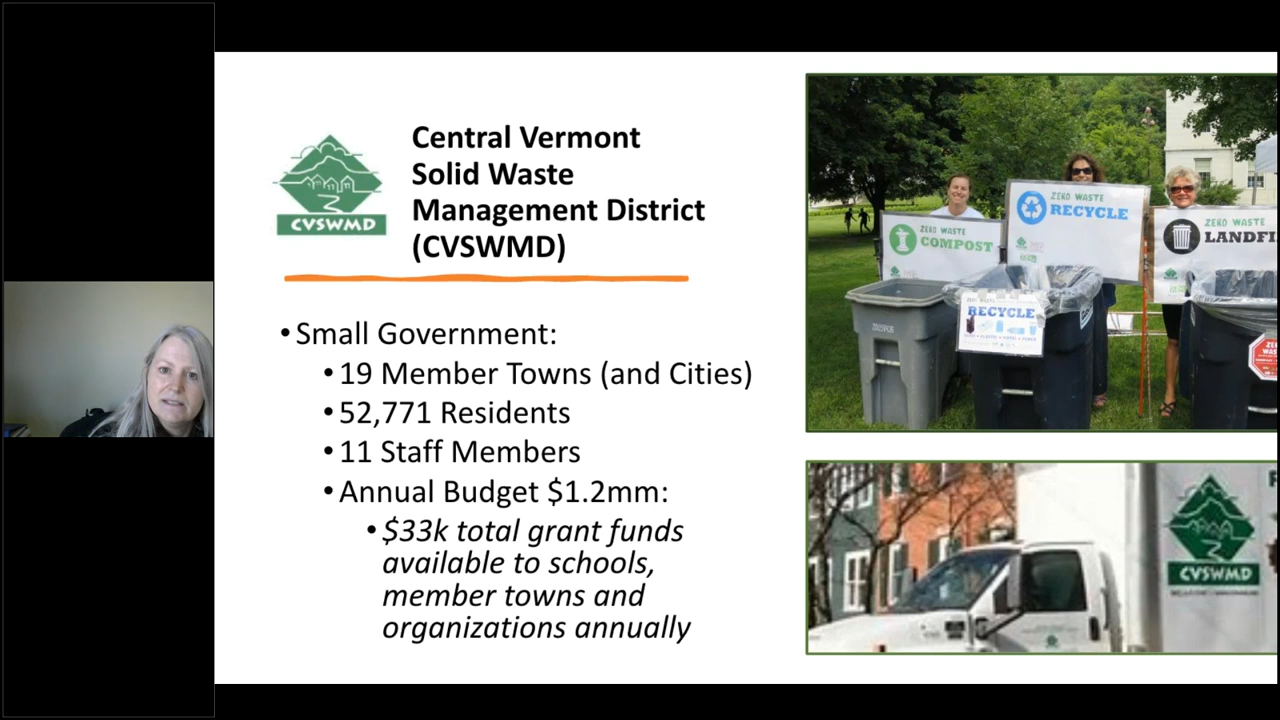 Central Vermont
Solid Waste
Management District
(CVSWMD)
CVSWMD
• Small Government:
• 19 Member Towns (and Cities)
• 52,771 Residents
• 11 Staff Members
• Annual Budget $1.2mm:
• $33k total grant funds
available to schools,
member towns and
organizations annually
ZERO WASTE
COMPOST
ZERO WASTE
RECYCLE
ZERO WASTE
LANDFI
RECYCLE
CVSWMD